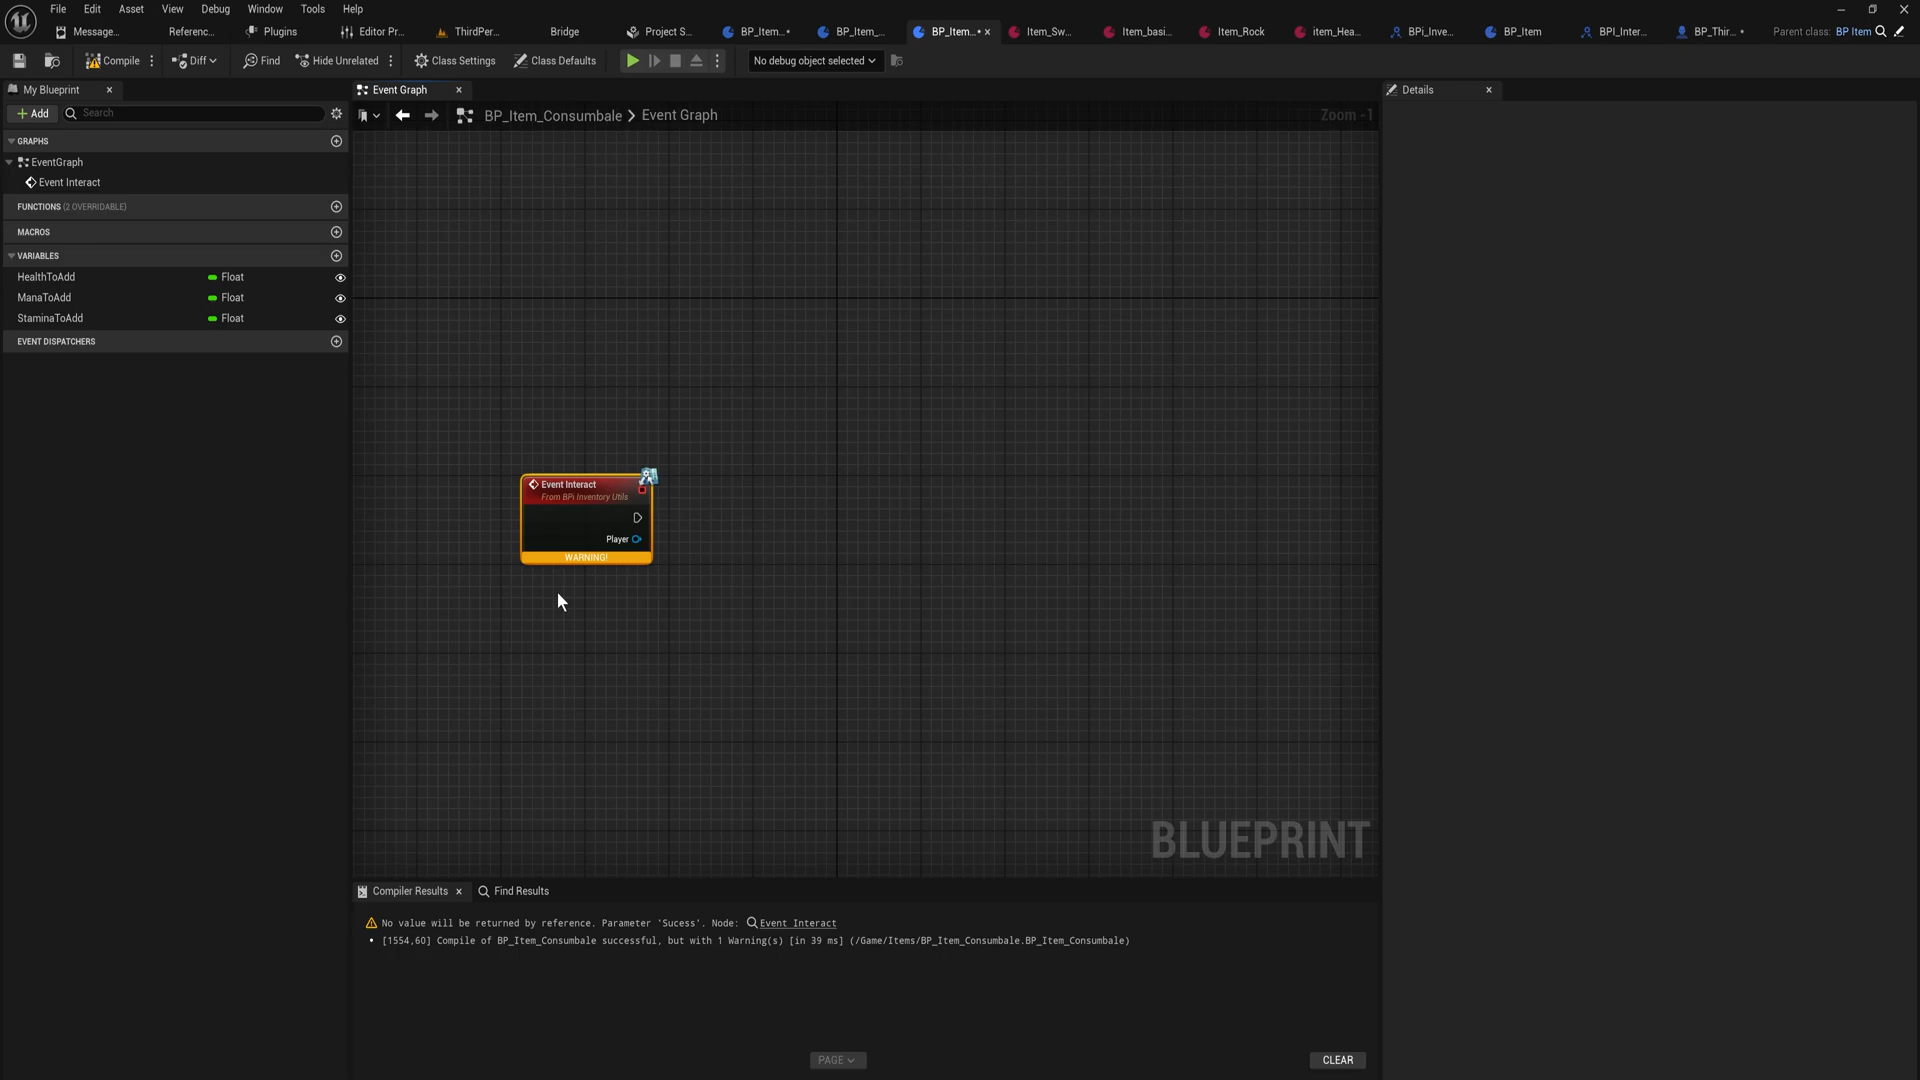 File Edit Asset View Debug Window Tools Help
Message... Referenc... Plugins Editor Pr... ThirdPer... Bridge Project S... BP_Item...• BP_Item_... BP_Item...• Item_Sw... Item_basi... Item_Rock item_Hea... BPi_Inve... BP_Item BPI_Inter... BP_Thir... • Parent class: BP Item
Compile Diff Find Hide Unrelated Class Settings Class Defaults No debug object selected
My Blueprint Event Graph Details
Add Search BP_Item_Consumbale > Event Graph Zoom -1
GRAPHS
EventGraph
Event Interact
FUNCTIONS (2 OVERRIDABLE)
MACROS
VARIABLES
HealthToAdd Float
ManaToAdd Float
StaminaToAdd Float
EVENT DISPATCHERS
Event Interact
From BPi Inventory Utils
Player
WARNING!
BLUEPRINT
Compiler Results Find Results
No value will be returned by reference. Parameter 'Sucess'. Node: Event Interact
• [1554,60] Compile of BP_Item_Consumbale successful, but with 1 Warning(s) [in 39 ms] (/Game/Items/BP_Item_Consumbale.BP_Item_Consumbale)
PAGE CLEAR